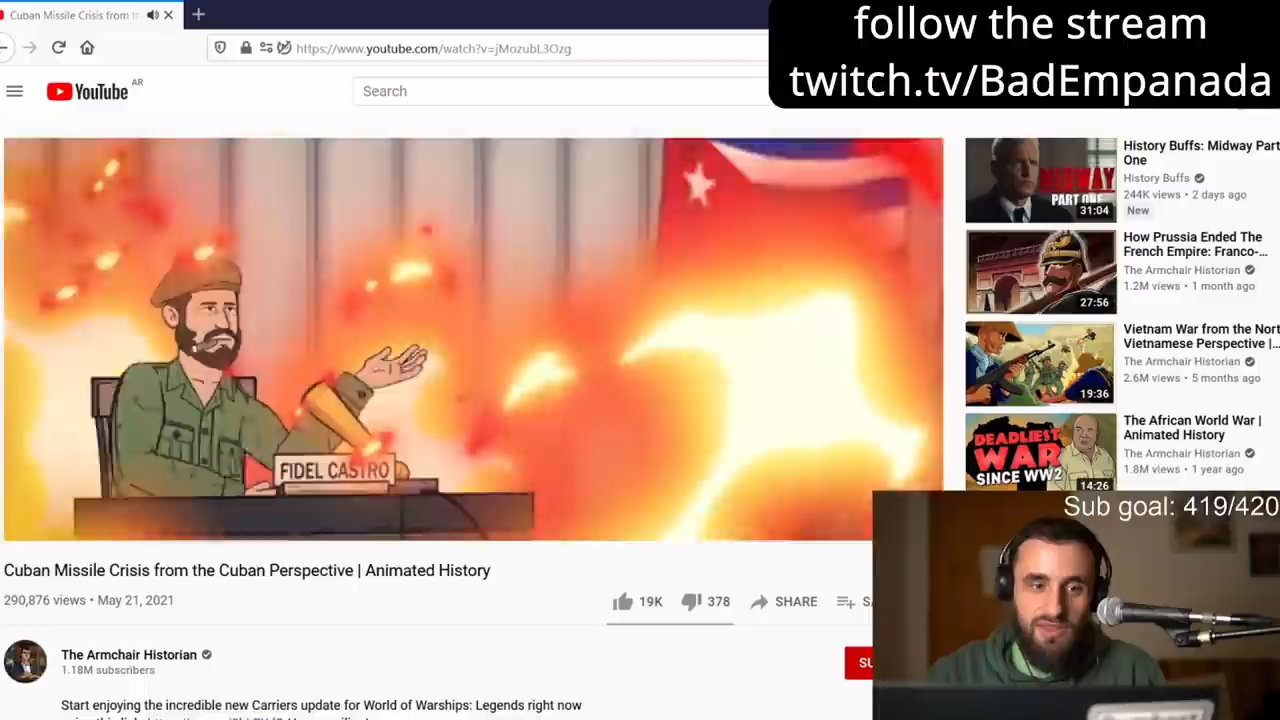 Cuban Missile Crisis from
follow the stream
https://www.youtube.com/watch?v=jMozubL3Ozg
twitch.tv/BadEmpanada
YouTube AR
Search
FIDEL CASTRO
History Buffs: Midway Part
One
History Buffs
244K views • 2 days ago
New
MIDWAY
PART ONE
31:04
How Prussia Ended The
French Empire: Franco-...
The Armchair Historian
1.2M views • 1 month ago
27:56
Vietnam War from the Nor
Vietnamese Perspective |...
The Armchair Historian
2.6M views • 5 months ago
19:36
The African World War |
Animated History
The Armchair Historian
1.8M views • 1 year ago
DEADLIEST
WAR
SINCE WW2
14:26
Sub goal: 419/420
Cuban Missile Crisis from the Cuban Perspective | Animated History
290,876 views • May 21, 2021
19K
378
SHARE
SA
The Armchair Historian
1.18M subscribers
SU
Start enjoying the incredible new Carriers update for World of Warships: Legends right now